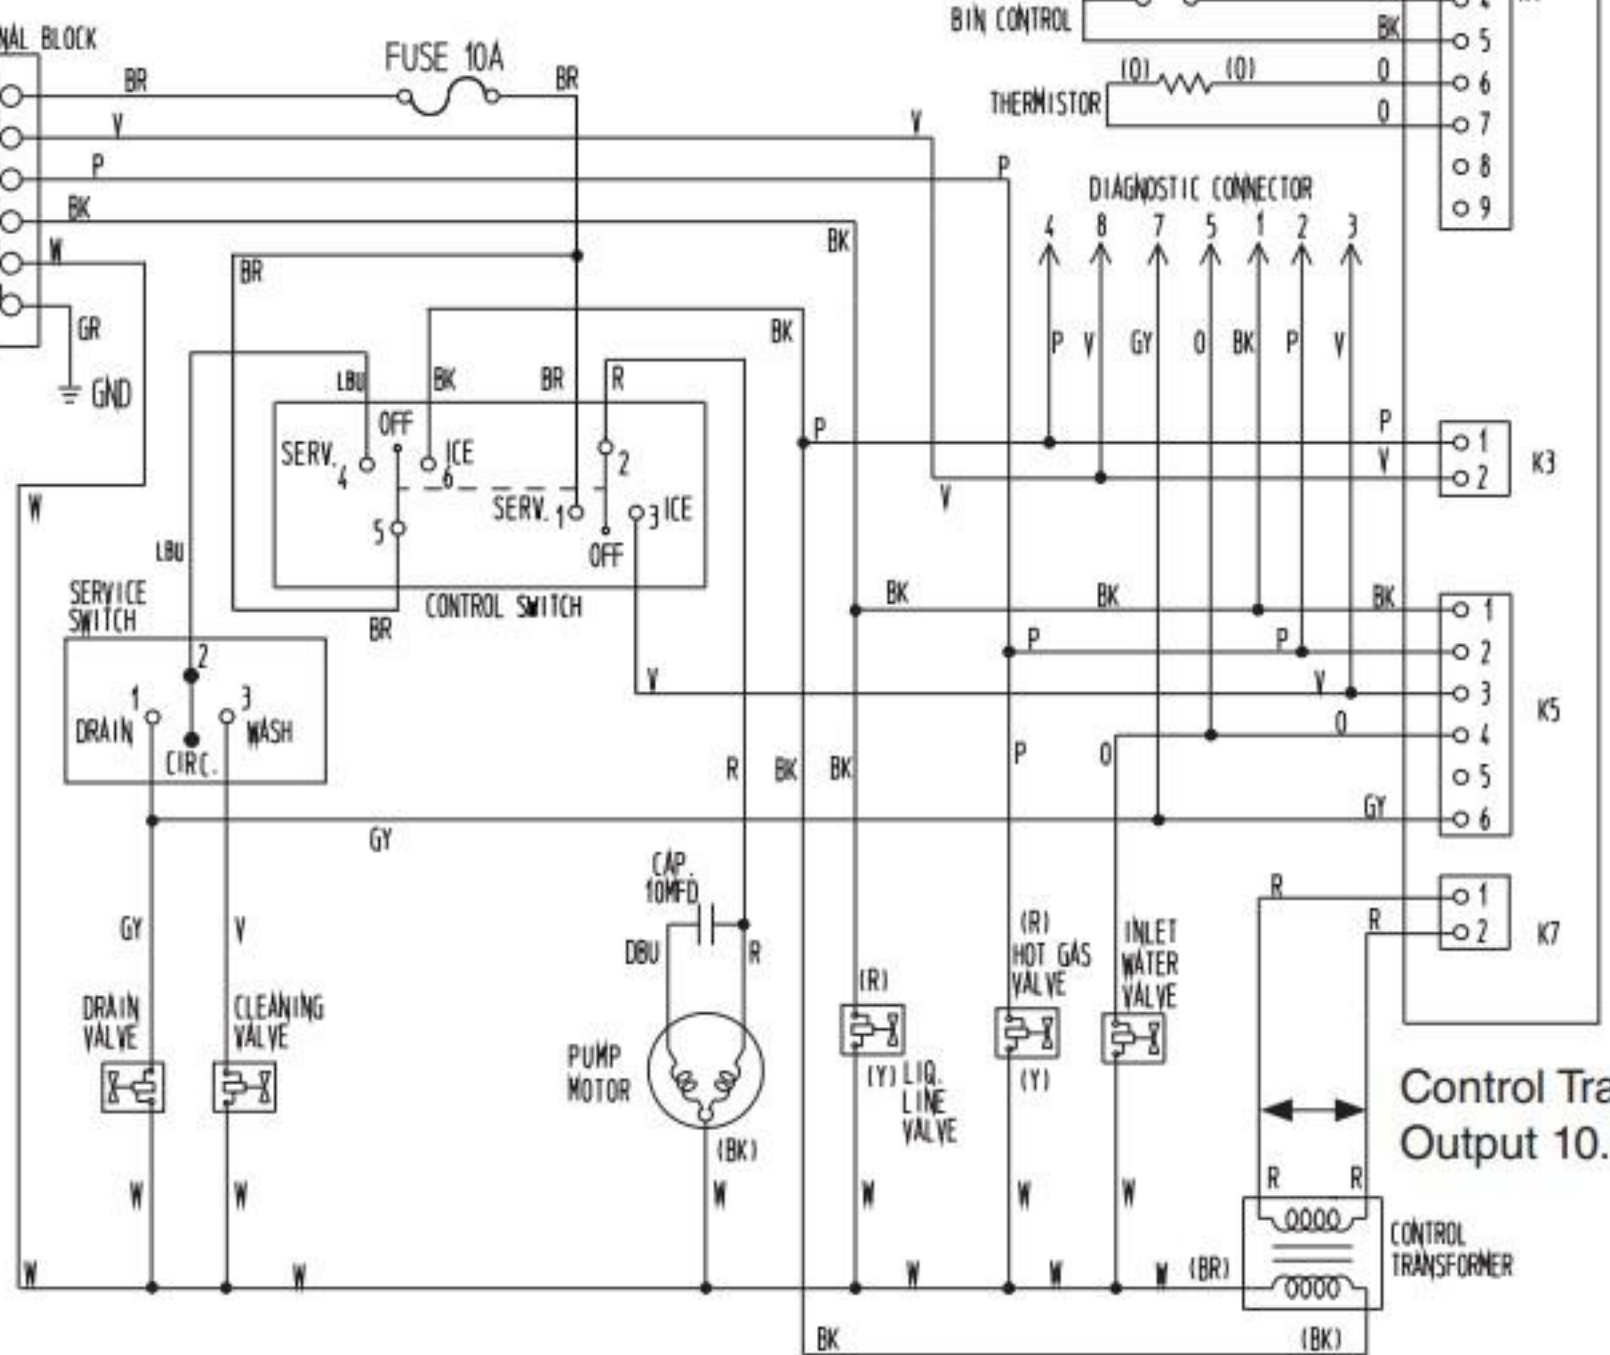 NAL BLOCK
FUSE 10A
BIN CONTROL
BK
5
BR
BR
(O)
(O)
O
6
THERMISTOR
O
7
V
V
8
P
P
DIAGNOSTIC CONNECTOR
9
BK
4
8
7
5
1
2
3
BK
W
BR
GR
BK
P
V
GY
O
BK
P
V
GND
LBU
BK
BR
R
OFF
P
P
1
SERV.
4
ICE
6
2
V
2
K3
W
SERV.
1
3
ICE
V
5
OFF
LBU
SERVICE
SWITCH
CONTROL SWITCH
BK
BK
BK
1
BR
P
P
2
2
V
V
3
1
3
K5
DRAIN
WASH
O
4
CIRC.
R
BK
BK
P
O
5
GY
6
GY
CAP.
10MFD
R
1
GY
V
DBU
R
(R)
HOT GAS
VALVE
INLET
WATER
VALVE
R
2
K7
(R)
DRAIN
VALVE
CLEANING
VALVE
PUMP
MOTOR
(Y)
LIQ.
LINE
VALVE
(Y)
Control Tra
Output 10.
(BK)
W
W
W
W
W
W
R
R
CONTROL
TRANSFORMER
W
W
W
W
W
(BR)
BK
(BK)